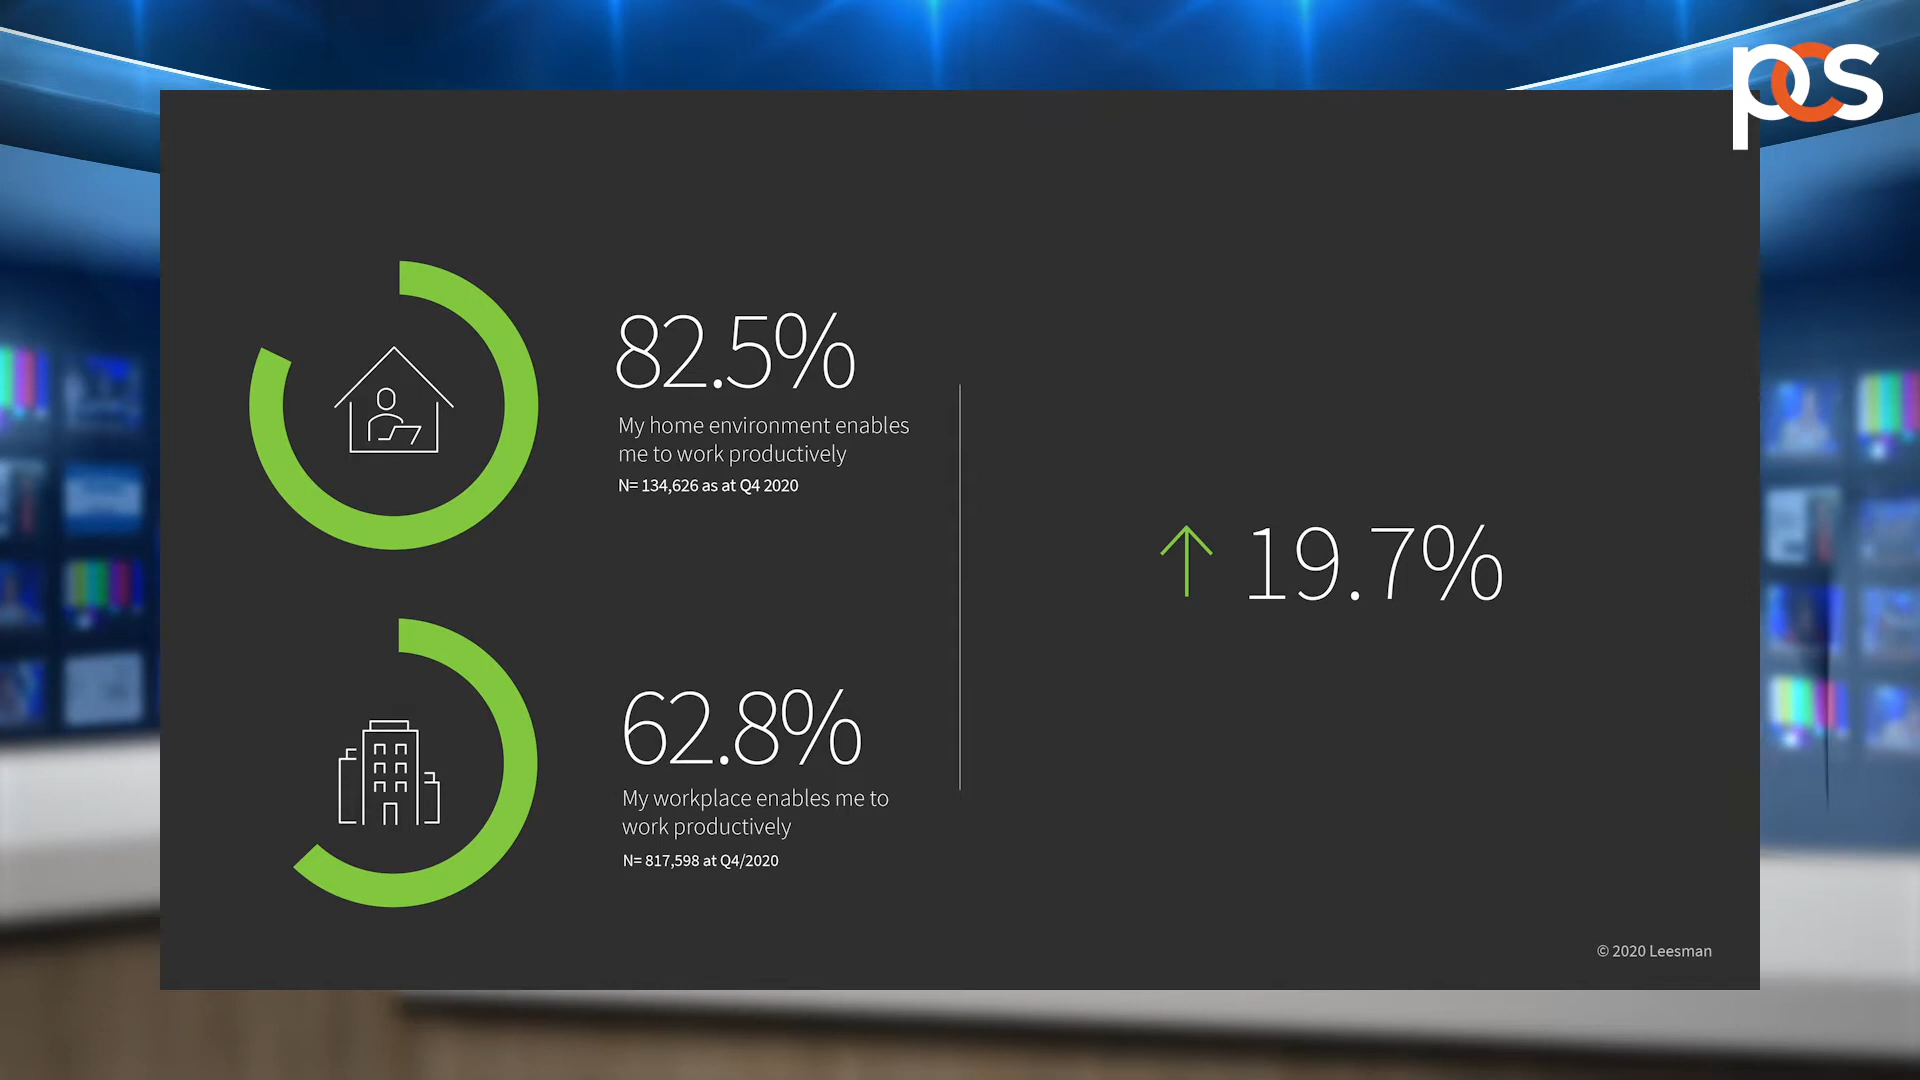 pcs
82.5%
My home environment enables
me to work productively
N= 134,626 as at Q4 2020
19.7%
62.8%
My workplace enables me to
work productively
N= 817,598 at Q4/2020
© 2020 Leesman